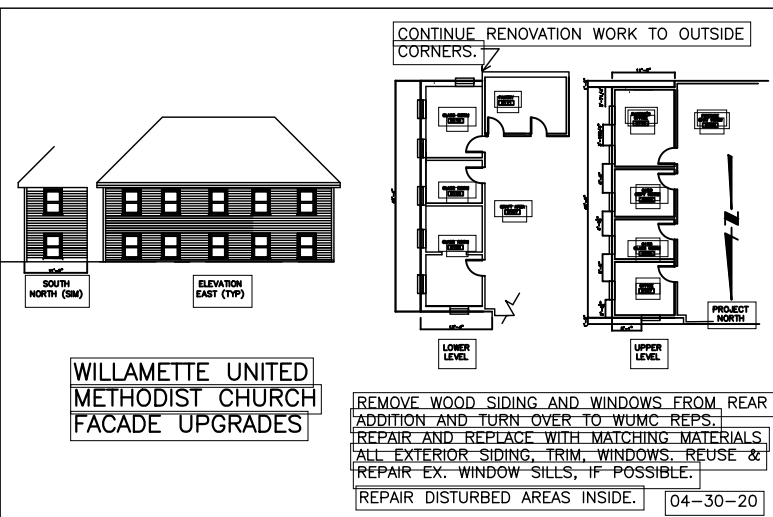 CONTINUE RENOVATION WORK TO OUTSIDE
CORNERS.
SOUTH
NORTH (SIM)
ELEVATION
EAST (TYP)
LOWER
LEVEL
UPPER
LEVEL
N
PROJECT
NORTH
WILLAMETTE UNITED
METHODIST CHURCH
FACADE UPGRADES
REMOVE WOOD SIDING AND WINDOWS FROM REAR
ADDITION AND TURN OVER TO WUMC REPS.
REPAIR AND REPLACE WITH MATCHING MATERIALS
ALL EXTERIOR SIDING, TRIM, WINDOWS. REUSE &
REPAIR EX. WINDOW SILLS, IF POSSIBLE.
REPAIR DISTURBED AREAS INSIDE.
04-30-20